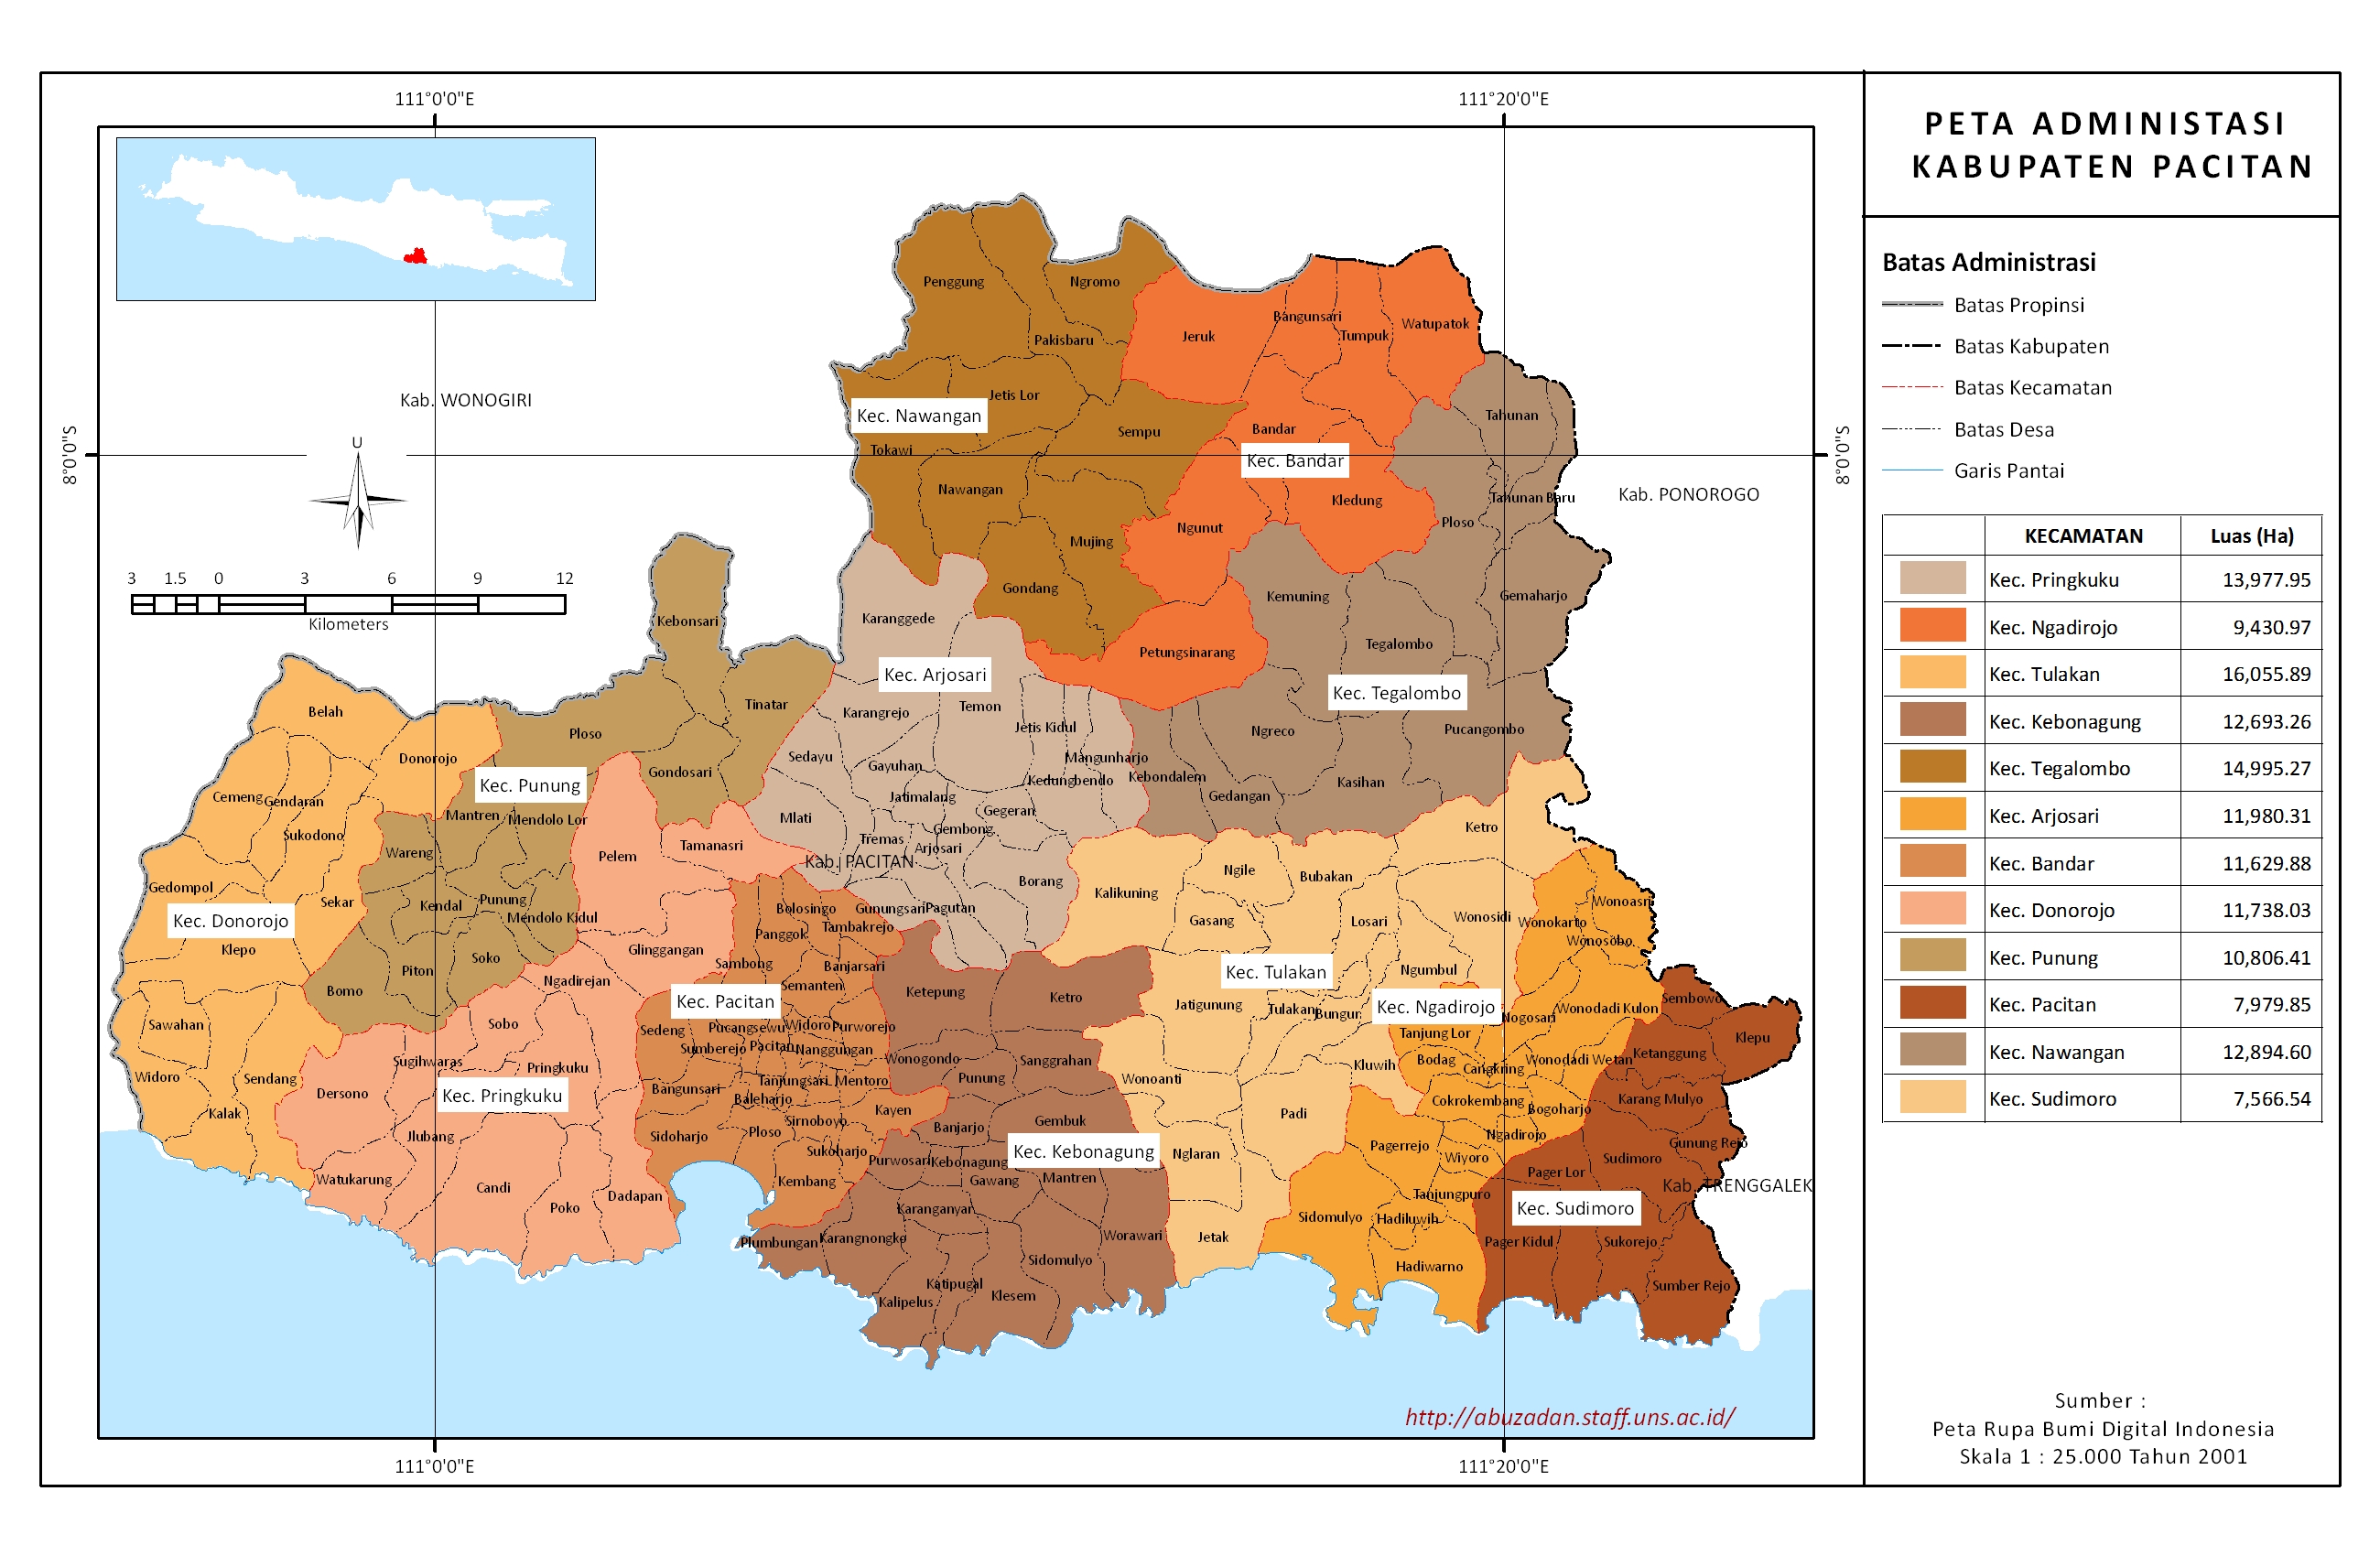 PETA ADMINISTASI
KABUPATEN PACITAN
Batas Administrasi
Batas Propinsi
Batas Kabupaten
Batas Kecamatan
Batas Desa
Garis Pantai
KECAMATAN Luas (Ha)
Kec. Pringkuku 13,977.95
Kec. Ngadirojo 9,430.97
Kec. Tulakan 16,055.89
Kec. Kebonagung 12,693.26
Kec. Tegalombo 14,995.27
Kec. Arjosari 11,980.31
Kec. Bandar 11,629.88
Kec. Donorojo 11,738.03
Kec. Punung 10,806.41
Kec. Pacitan 7,979.85
Kec. Nawangan 12,894.60
Kec. Sudimoro 7,566.54
Sumber :
Peta Rupa Bumi Digital Indonesia
Skala 1 : 25.000 Tahun 2001
111°0'0"E
111°20'0"E
8°0'0"S
8°0'0"S
111°0'0"E
111°20'0"E
Kab. WONOGIRI
Kab. PONOROGO
Kab. PACITAN
Kab. TRENGGALEK
U
3 1.5 0 3 6 9 12
Kilometers
http://abuzadan.staff.uns.ac.id/
Kec. Nawangan
Penggung
Ngromo
Pakisbaru
Jetis Lor
Sempu
Tokawi
Nawangan
Mujing
Gondang
Kec. Bandar
Jeruk
Bangunsari
Tumpuk
Watupatok
Bandar
Kledung
Ngunut
Petungsinarang
Kec. Tegalombo
Tahunan
Tahunan Baru
Ploso
Gemaharjo
Kemuning
Tegalombo
Ngreco
Pucangombo
Kebondalem
Gedangan
Kasihan
Kec. Arjosari
Karanggede
Karangrejo
Temon
Jetis Kidul
Sedayu
Gayuhan
Mangunharjo
Kedungbendo
Jatimalang
Gegeran
Mlati
Gembong
Tremas
Arjosari
Borang
Gunungsari
Pagutan
Kec. Punung
Kebonsari
Tinatar
Ploso
Gondosari
Mantren
Mendolo Lor
Wareng
Kendal
Punung
Mendolo Kidul
Soko
Piton
Bomo
Kec. Donorojo
Belah
Donorojo
Cemeng
Gendaran
Sukodono
Gedompol
Sekar
Klepo
Sawahan
Widoro
Sendang
Kalak
Kec. Pringkuku
Pelem
Tamanasri
Glinggangan
Ngadirejan
Sobo
Sugihwaras
Pringkuku
Dersono
Jlubang
Watukarung
Candi
Poko
Dadapan
Kec. Pacitan
Bolosingo
Tambakrejo
Panggok
Sambong
Banjarsari
Semanten
Sedeng
Pucangsewu
Widoro
Purworejo
Sumberejo
Pacitan
Nanggungan
Bangunsari
Tanjungsari
Mentoro
Baleharjo
Kayen
Sirnoboyo
Sidoharjo
Ploso
Sukoharjo
Kembang
Kec. Kebonagung
Ketepung
Ketro
Wonogondo
Sanggrahan
Punung
Gembuk
Banjarjo
Purwosari
Kebonagung
Gawang
Mantren
Karanganyar
Plumbungan
Karangnongko
Worawari
Sidomulyo
Katipugal
Kalipelus
Klesem
Kec. Tulakan
Ketro
Kalikuning
Ngile
Bubakan
Gasang
Losari
Wonosidi
Ngumbul
Jatigunung
Tulakan
Bungur
Kluwih
Wonoanti
Padi
Nglaran
Jetak
Kec. Ngadirojo
Wonoasri
Wonokarto
Wonosobo
Wonodadi Kulon
Nogosari
Tanjung Lor
Bodag
Cangkring
Wonodadi Wetan
Cokrokembang
Bogoharjo
Ngadirojo
Pagerrejo
Wiyoro
Tanjungpuro
Sidomulyo
Hadiluwih
Hadiwarno
Kec. Sudimoro
Sembowo
Klepu
Ketanggung
Karang Mulyo
Gunung Rejo
Sudimoro
Pager Lor
Pager Kidul
Sukorejo
Sumber Rejo